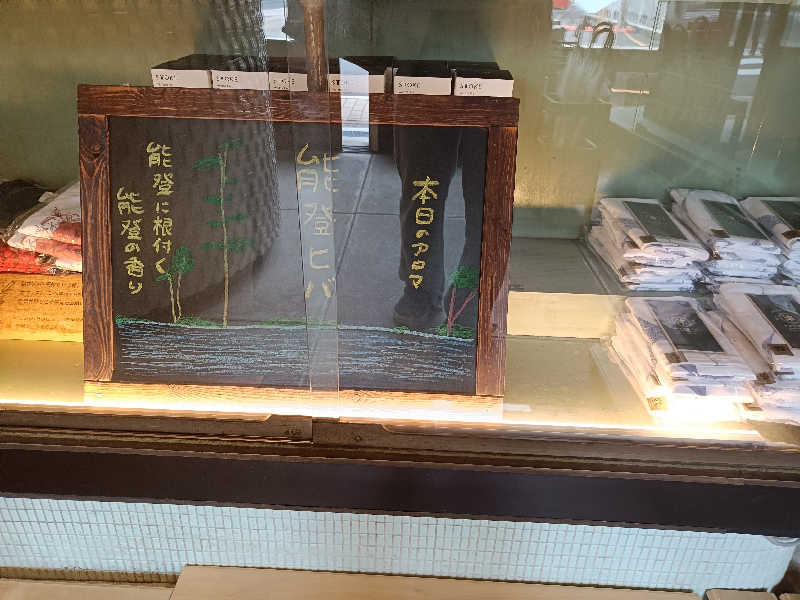 本日のアロマ
能登ヒバ
能登に根付く
能登の香り